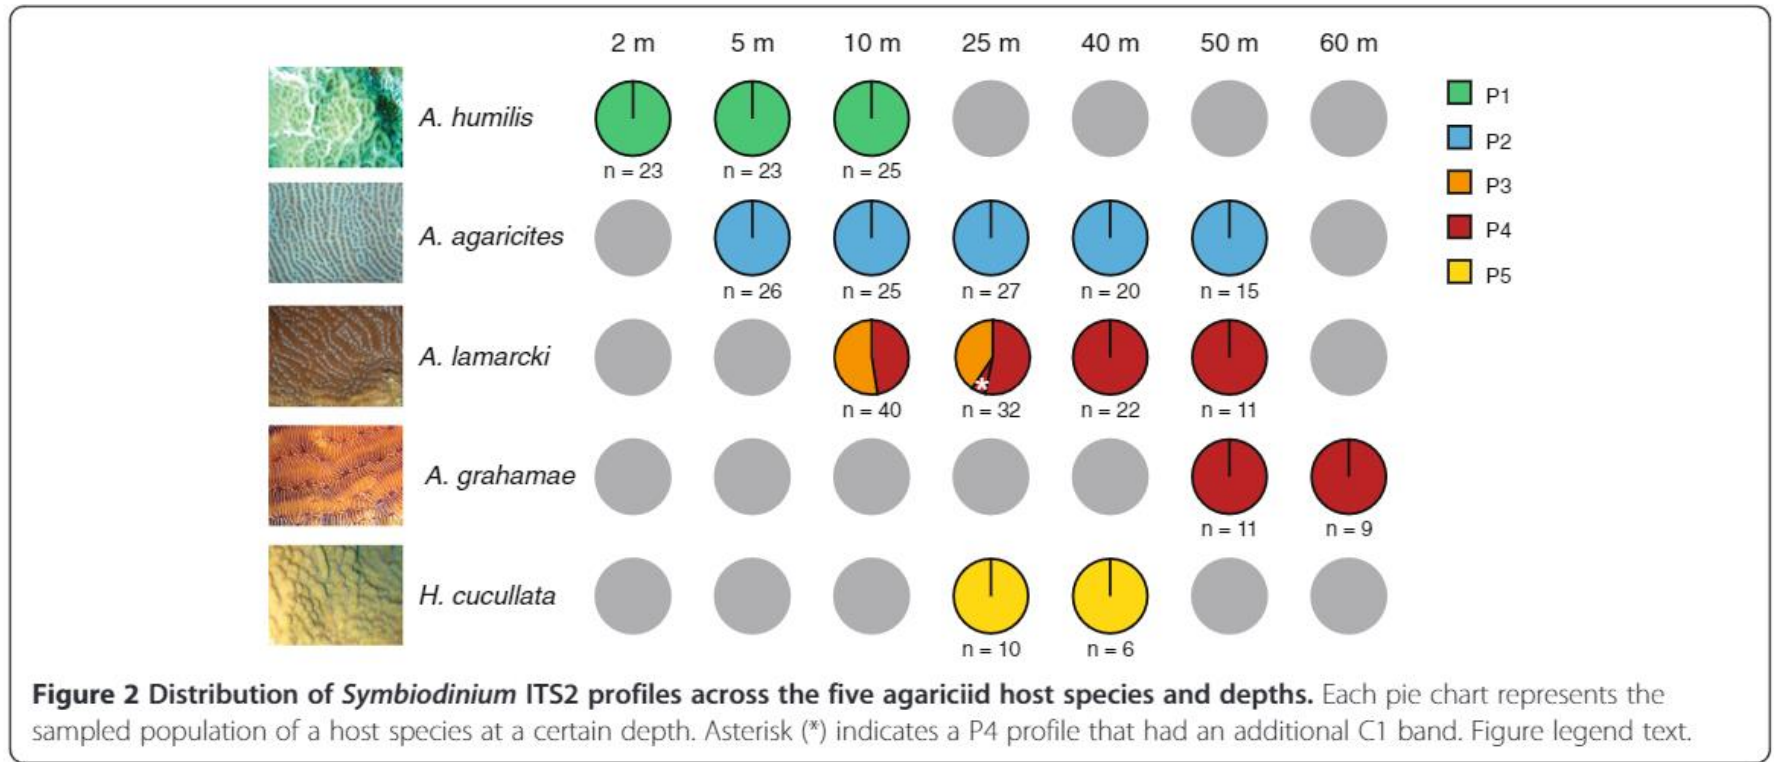 2 m 5 m 10 m 25 m 40 m 50 m 60 m
A. humilis
n = 23 n = 23 n = 25
A. agaricites
n = 26 n = 25 n = 27 n = 20 n = 15
A. lamarcki
*
n = 40 n = 32 n = 22 n = 11
A. grahamae
n = 11 n = 9
H. cucullata
n = 10 n = 6
P1
P2
P3
P4
P5
Figure 2 Distribution of Symbiodinium ITS2 profiles across the five agariciid host species and depths. Each pie chart represents the
sampled population of a host species at a certain depth. Asterisk (*) indicates a P4 profile that had an additional C1 band. Figure legend text.